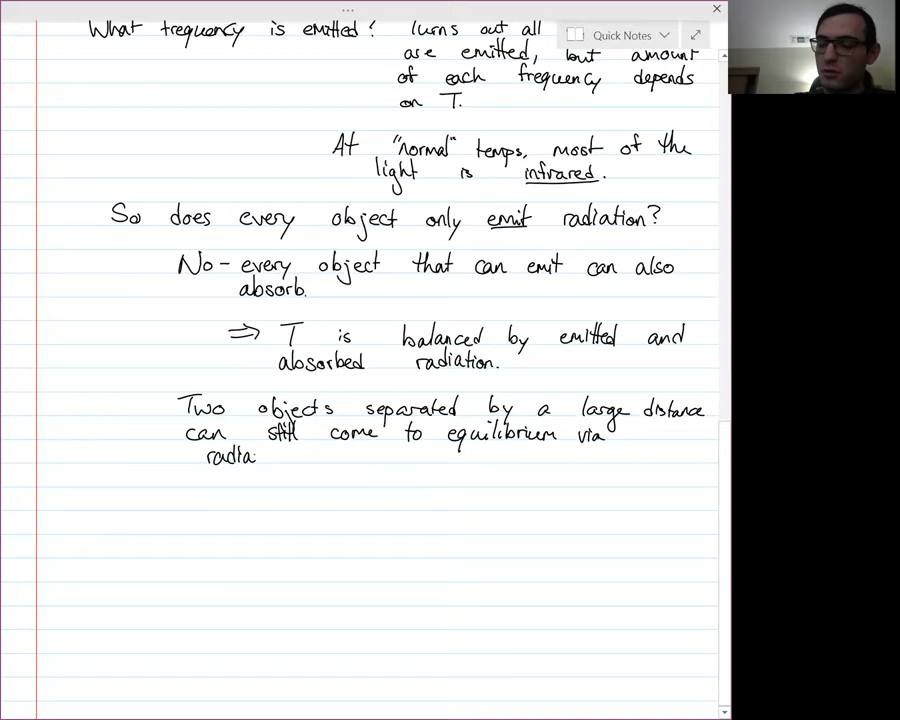 What frequency is emitted? Turns out all
Quick Notes
are emitted, but amount
of each frequency depends
on T.
At "normal" temps, most of the
light is infrared.
So does every object only emit radiation?
No - every object that can emit can also
absorb.
⇒ T is balanced by emitted and
absorbed radiation.
Two objects separated by a large distance
can still come to equilibrium via
radia